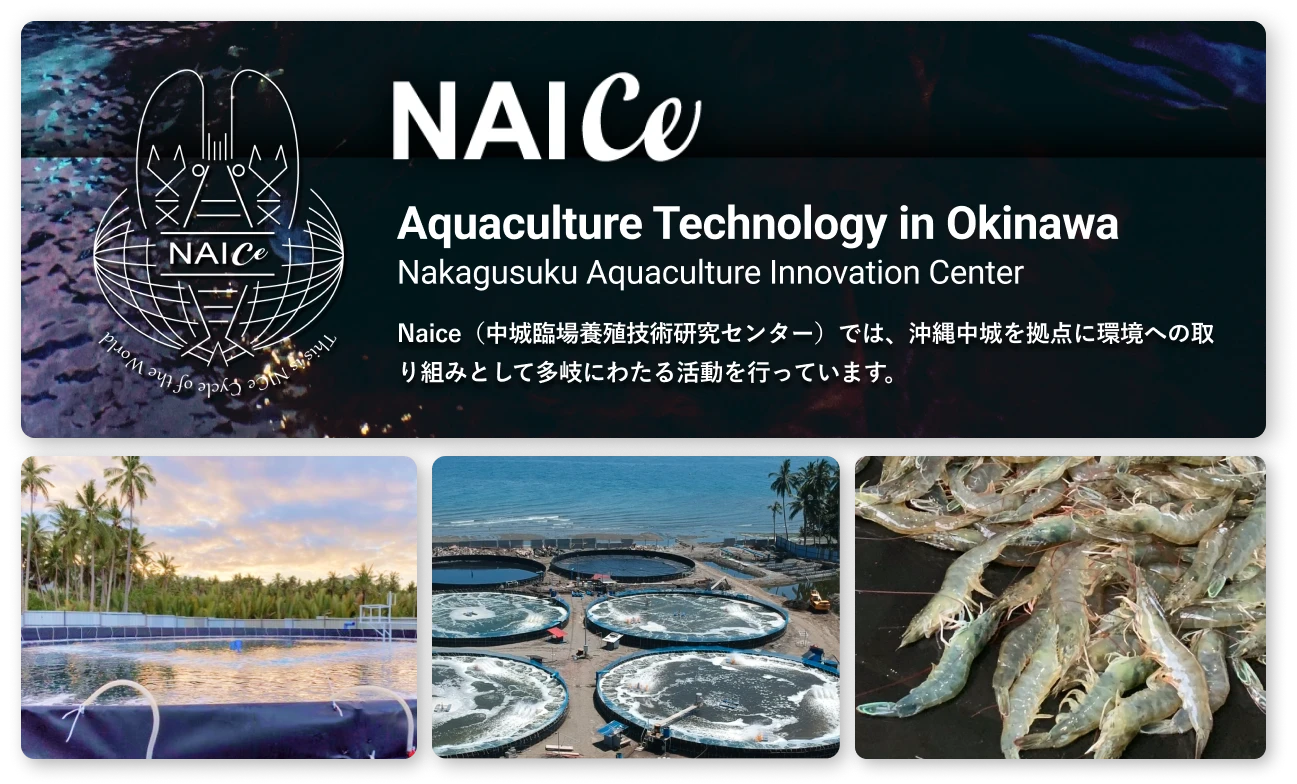 NAICe
NAICe
This is NICe Cycle of the World
Aquaculture Technology in Okinawa
Nakagusuku Aquaculture Innovation Center
Naice（中城臨場養殖技術研究センター）では、沖縄中城を拠点に環境への取
り組みとして多岐にわたる活動を行っています。